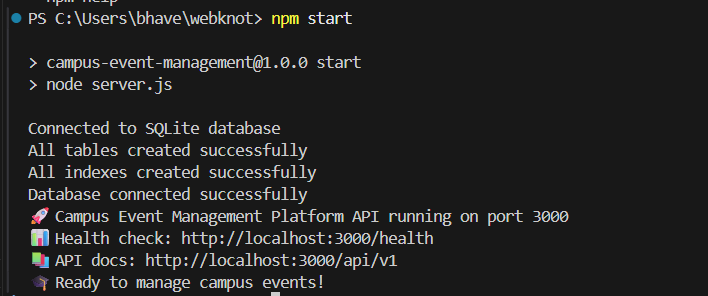 npm help
PS C:\Users\bhave\webknot> npm start
> campus-event-management@1.0.0 start
> node server.js
Connected to SQLite database
All tables created successfully
All indexes created successfully
Database connected successfully
🚀 Campus Event Management Platform API running on port 3000
📊 Health check: http://localhost:3000/health
📚 API docs: http://localhost:3000/api/v1
🎓 Ready to manage campus events!